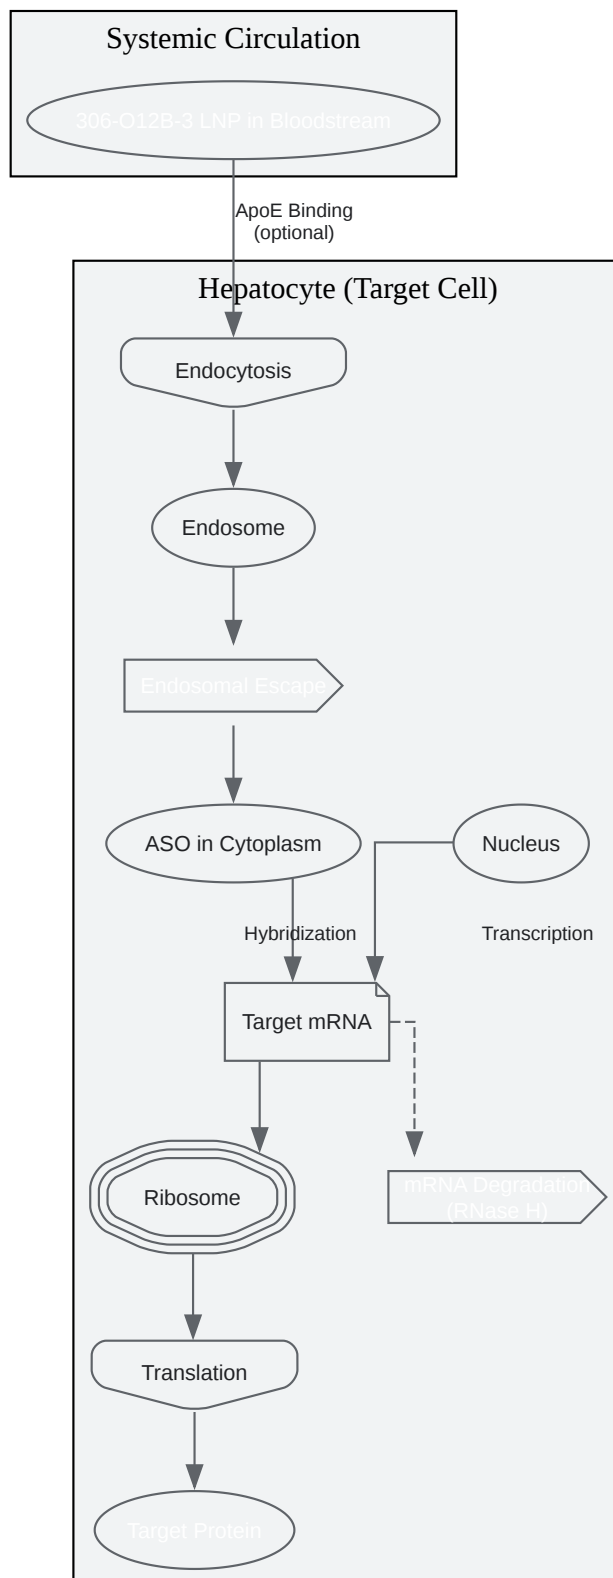 Systemic Circulation
306-O12B-3 LNP in Bloodstream
ApoE Binding
(optional)
Hepatocyte (Target Cell)
Endocytosis
Endosome
Endosomal Escape
ASO in Cytoplasm
Nucleus
Hybridization
Transcription
Target mRNA
Ribosome
mRNA Degradation
(RNase H)
Translation
Target Protein